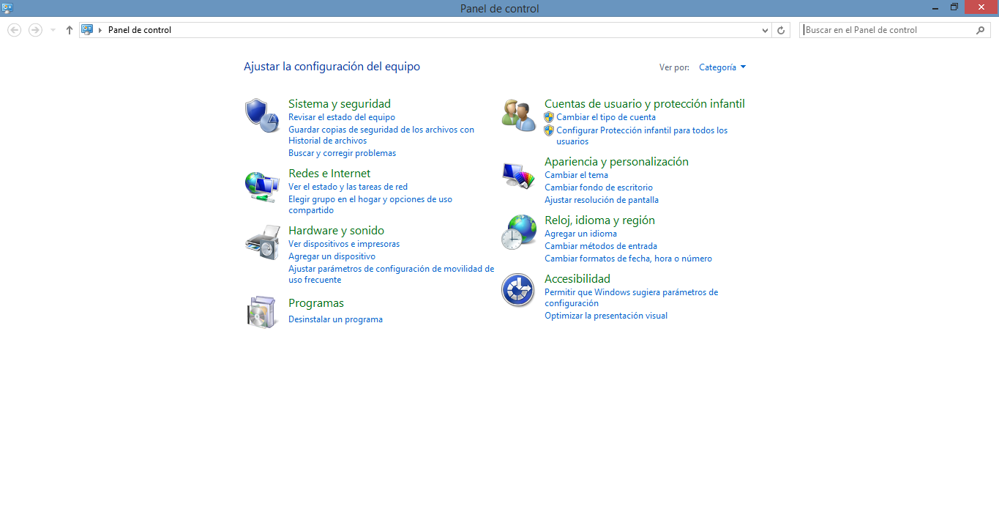 Panel de control
Panel de control
Buscar en el Panel de control
Ajustar la configuración del equipo
Ver por: Categoría
Sistema y seguridad
Revisar el estado del equipo
Guardar copias de seguridad de los archivos con
Historial de archivos
Buscar y corregir problemas
Redes e Internet
Ver el estado y las tareas de red
Elegir grupo en el hogar y opciones de uso
compartido
Hardware y sonido
Ver dispositivos e impresoras
Agregar un dispositivo
Ajustar parámetros de configuración de movilidad de
uso frecuente
Programas
Desinstalar un programa
Cuentas de usuario y protección infantil
Cambiar el tipo de cuenta
Configurar Protección infantil para todos los
usuarios
Apariencia y personalización
Cambiar el tema
Cambiar fondo de escritorio
Ajustar resolución de pantalla
Reloj, idioma y región
Agregar un idioma
Cambiar métodos de entrada
Cambiar formatos de fecha, hora o número
Accesibilidad
Permitir que Windows sugiera parámetros de
configuración
Optimizar la presentación visual